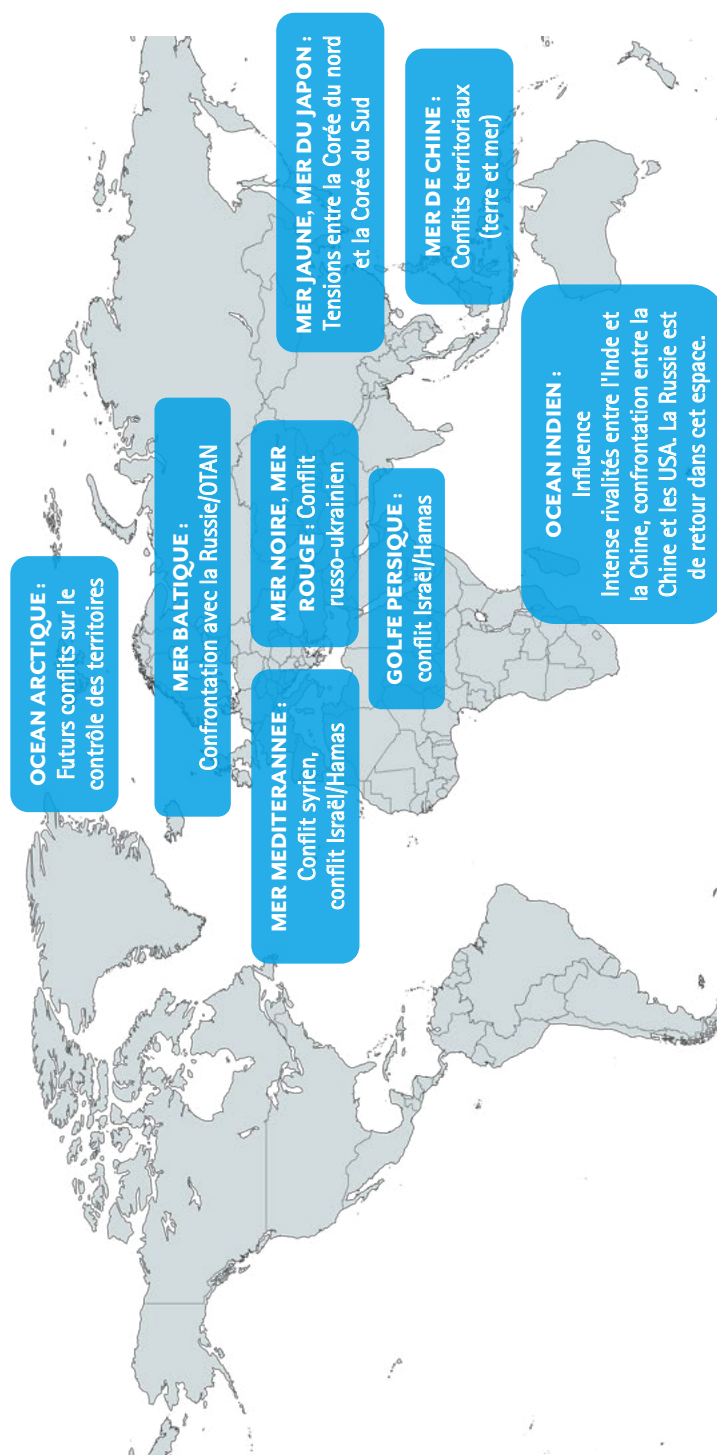 OCEAN ARCTIQUE :
Futurs conflits sur le
contrôle des territoires
MER BALTIQUE :
Confrontation avec la Russie/OTAN
MER MEDITERANNEE :
Conflit syrien,
conflit Israël/Hamas
MER NOIRE, MER
ROUGE : Conflit
russo-ukrainien
MER JAUNE, MER DU JAPON :
Tensions entre la Corée du nord
et la Corée du Sud
GOLFE PERSIQUE :
conflit Israël/Hamas
MER DE CHINE :
Conflits territoriaux
(terre et mer)
OCEAN INDIEN :
Influence
Intense rivalités entre l'Inde et
la Chine, confrontation entre la
Chine et les USA. La Russie est
de retour dans cet espace.